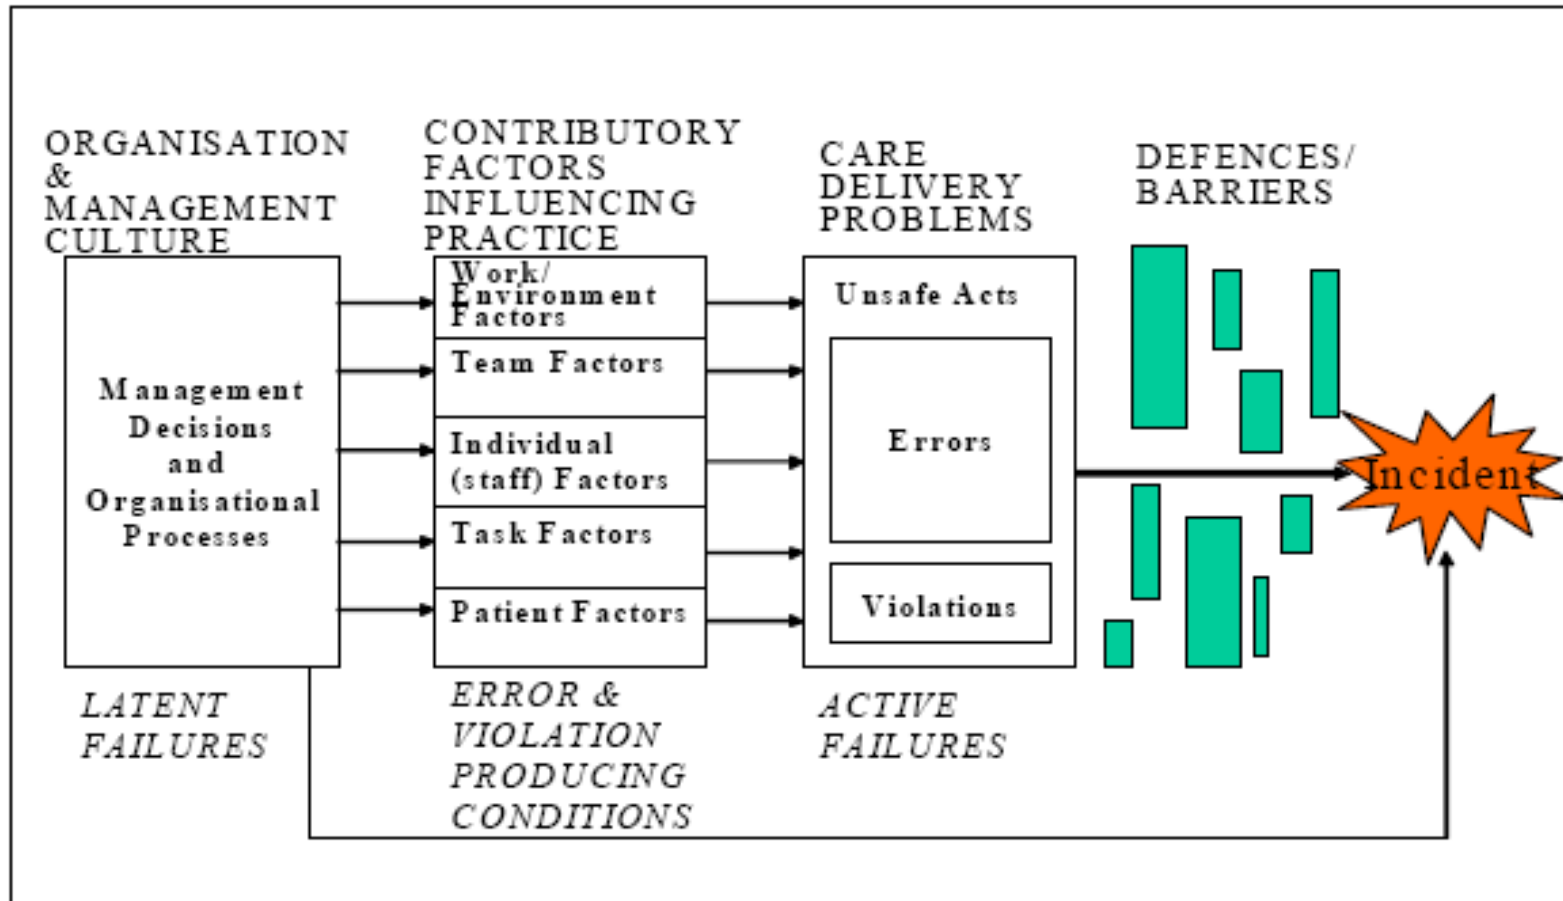 ORGANISATION
&
MANAGEMENT
CULTURE
CONTRIBUTORY
FACTORS
INFLUENCING
PRACTICE
CARE
DELIVERY
PROBLEMS
DEFENCES/
BARRIERS
Management
Decisions
and
Organisational
Processes
Work/
Environment
Factors
Team Factors
Individual
(staff) Factors
Task Factors
Patient Factors
Unsafe Acts
Errors
Violations
Incident
LATENT
FAILURES
ERROR &
VIOLATION
PRODUCING
CONDITIONS
ACTIVE
FAILURES